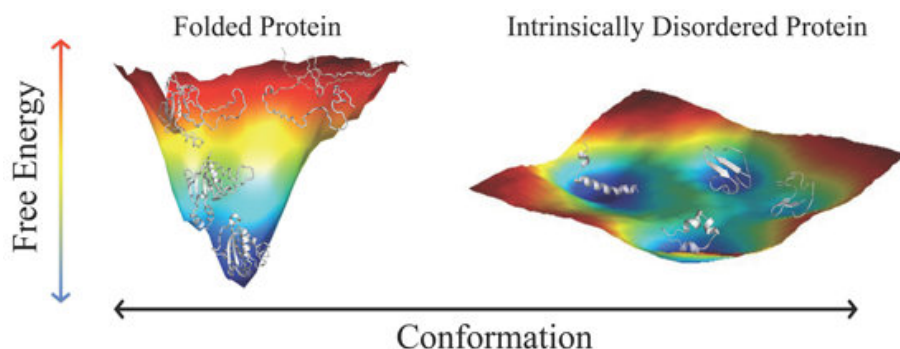 Folded Protein
Intrinsically Disordered Protein
Free Energy
Conformation